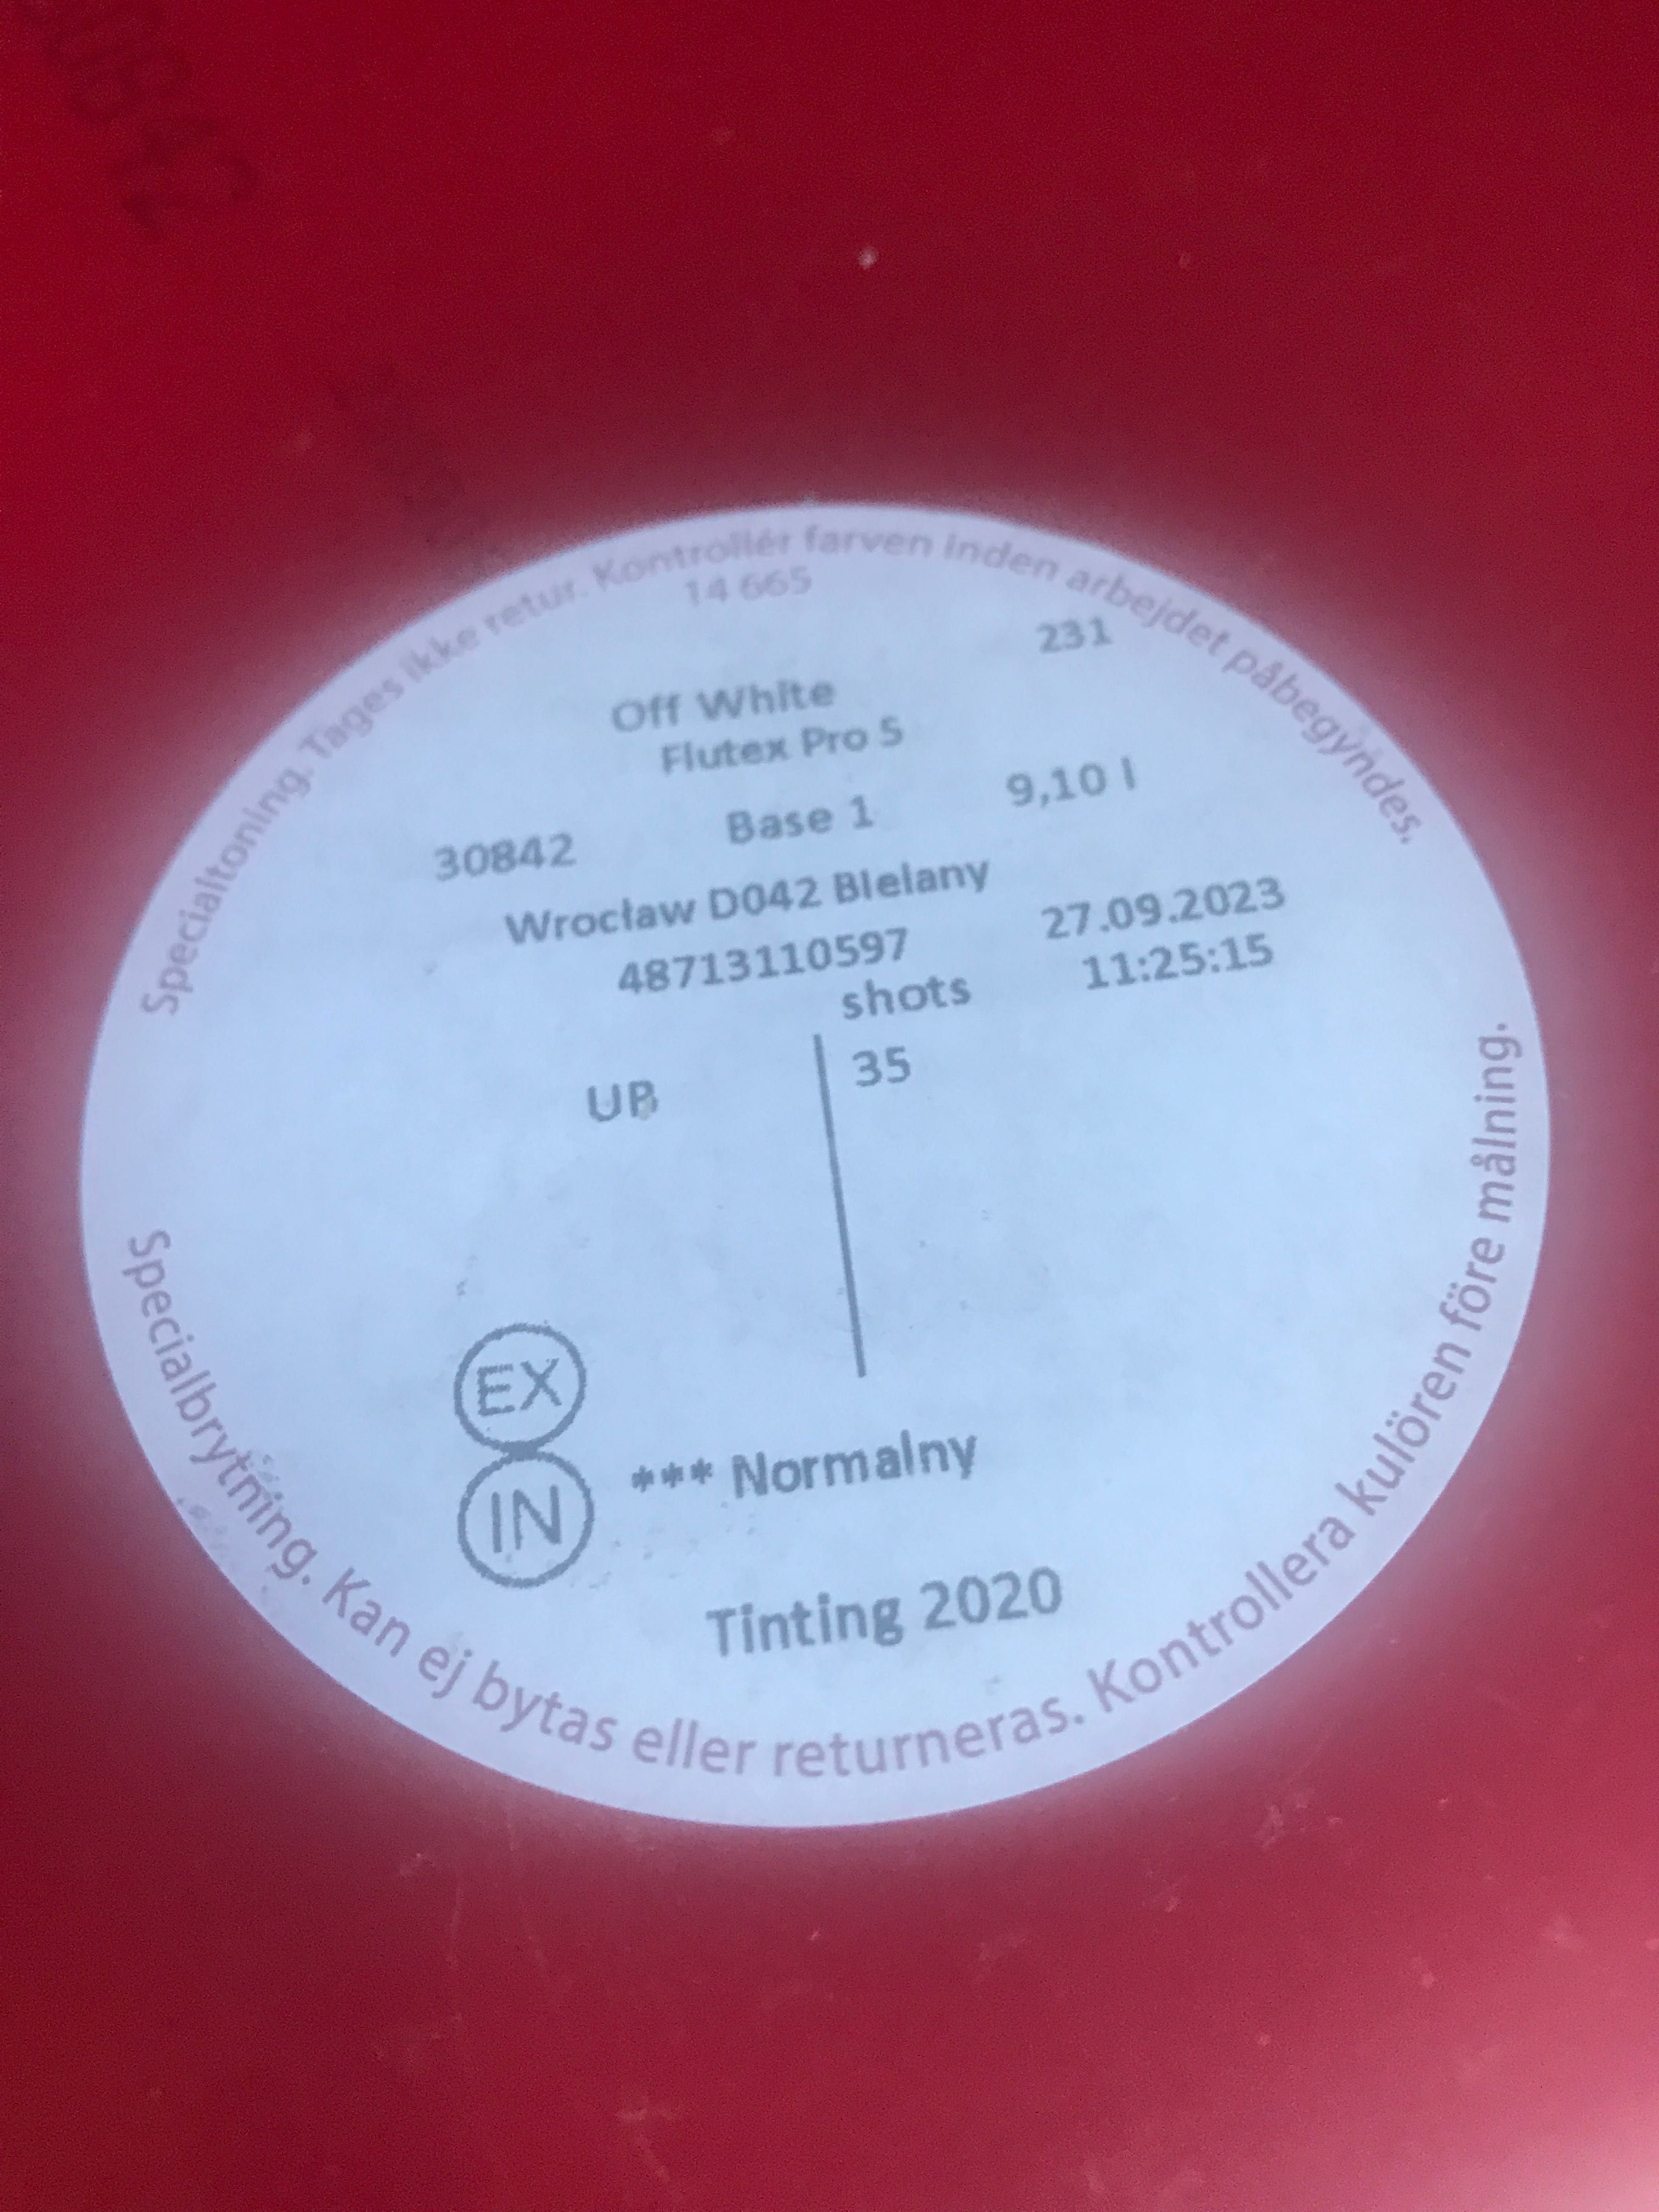 Specialtoning. Tages ikke retur. Kontrollér farven inden arbejdet påbegyndes.
14 665
231
Off White
Flutex Pro 5
30842 Base 1 9,10 l
Wrocław D042 Bielany
48713110597 27.09.2023
shots 11:25:15
UB 35
EX
IN *** Normalny
Tinting 2020
Specialbrytning. Kan ej bytas eller returneras. Kontrollera kulören före målning.